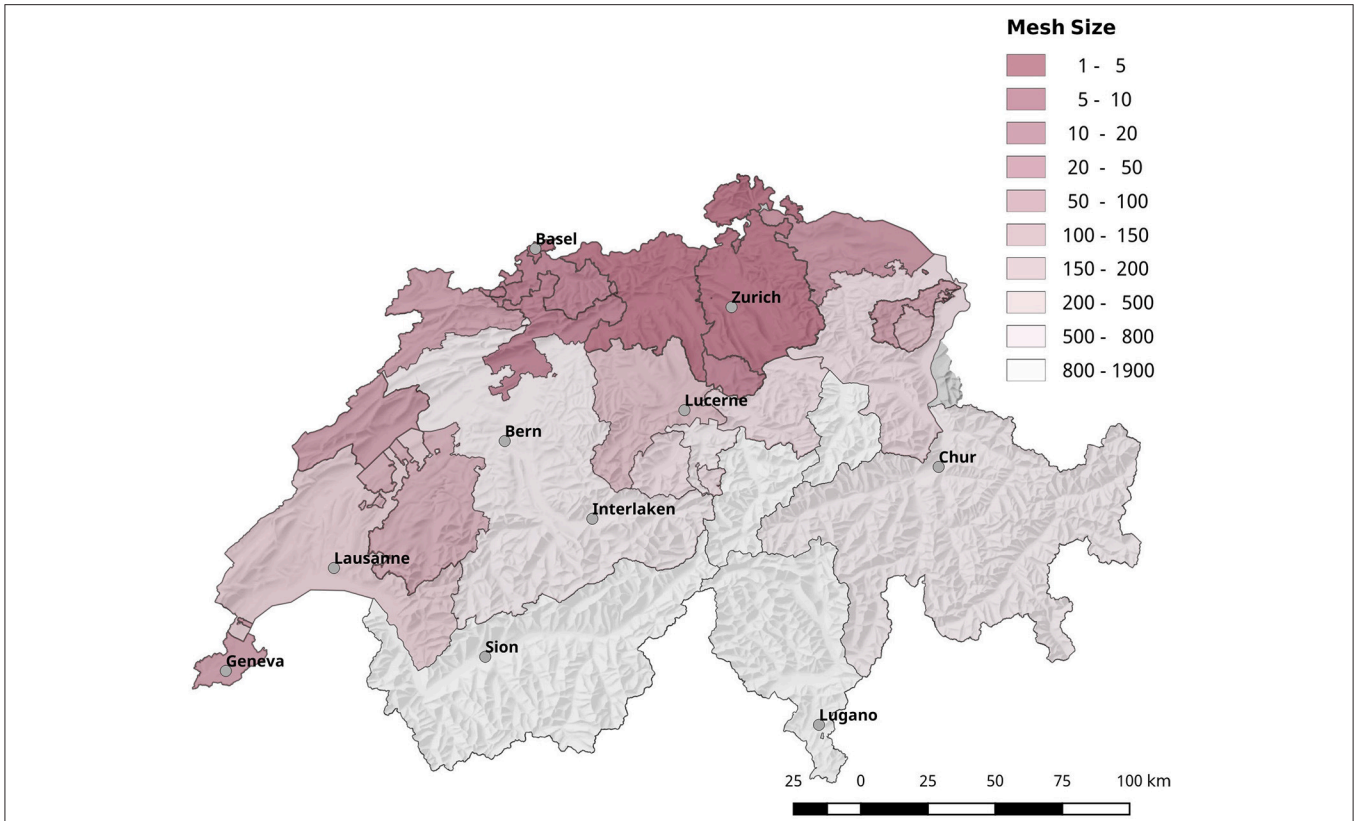 Mesh Size
1 - 5
5 - 10
10 - 20
20 - 50
50 - 100
100 - 150
150 - 200
200 - 500
500 - 800
800 - 1900
Basel
Zurich
Lucerne
Bern
Chur
Interlaken
Lausanne
Sion
Geneva
Lugano
25 0 25 50 75 100 km